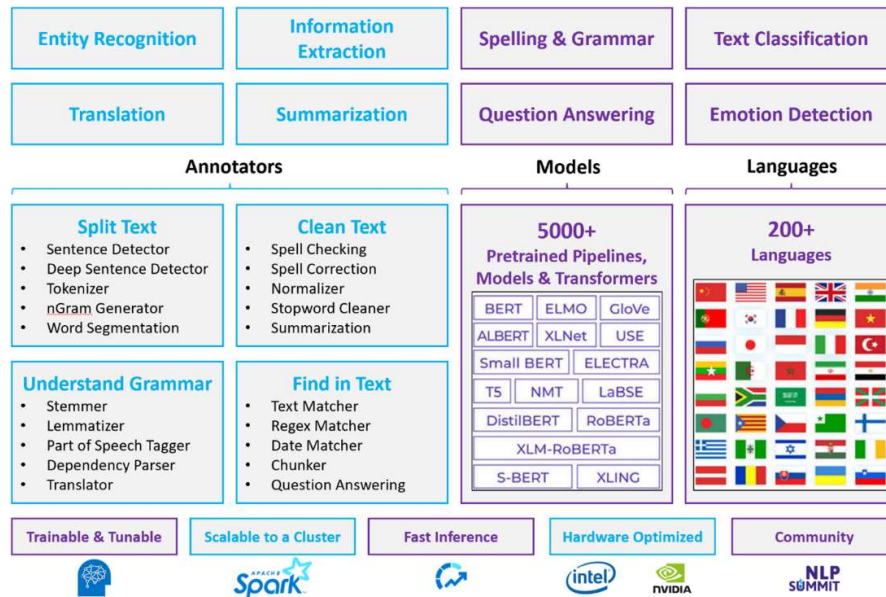 Entity Recognition
Information
Extraction
Spelling & Grammar
Text Classification
Translation
Summarization
Question Answering
Emotion Detection
Annotators
Models
Languages
Split Text
• Sentence Detector
• Deep Sentence Detector
• Tokenizer
• nGram Generator
• Word Segmentation
Clean Text
• Spell Checking
• Spell Correction
• Normalizer
• Stopword Cleaner
• Summarization
5000+
Pretrained Pipelines,
Models & Transformers
BERT ELMO GloVe
ALBERT XLNet USE
Small BERT ELECTRA
T5 NMT LaBSE
DistilBERT RoBERTa
XLM-RoBERTa
S-BERT XLING
200+
Languages
Understand Grammar
• Stemmer
• Lemmatizer
• Part of Speech Tagger
• Dependency Parser
• Translator
Find in Text
• Text Matcher
• Regex Matcher
• Date Matcher
• Chunker
• Question Answering
Trainable & Tunable
Scalable to a Cluster
Fast Inference
Hardware Optimized
Community
APACHE
Spark
intel
NVIDIA
NLP
SUMMIT